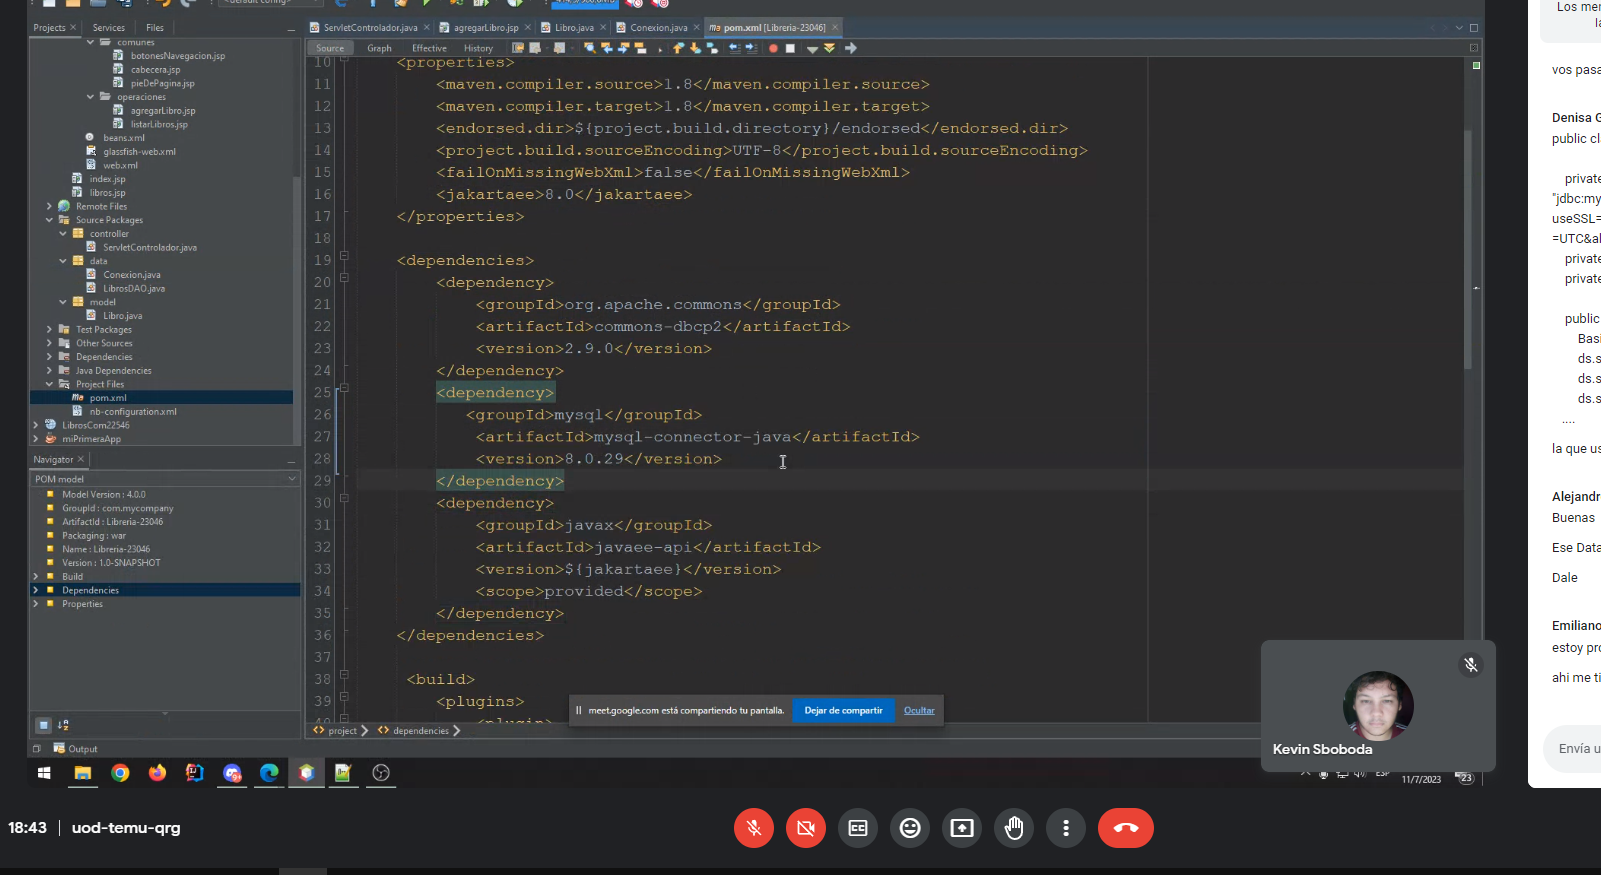 <default config>
Projects
Services
Files
ServletControlador.java
agregarLibro.jsp
Libro.java
Conexion.java
pom.xml [Libreria-23046]
Source
Graph
Effective
History
comunes
botonesNavegacion.jsp
cabecera.jsp
pieDePagina.jsp
operaciones
agregarLibro.jsp
listarLibros.jsp
beans.xml
glassfish-web.xml
web.xml
index.jsp
libros.jsp
Remote Files
Source Packages
controller
ServletControlador.java
data
Conexion.java
LibrosDAO.java
model
Libro.java
Test Packages
Other Sources
Dependencies
Java Dependencies
Project Files
pom.xml
nb-configuration.xml
LibrosCom22546
miPrimeraApp
Navigator
POM model
Model Version : 4.0.0
GroupId : com.mycompany
ArtifactId : Libreria-23046
Packaging : war
Name : Libreria-23046
Version : 1.0-SNAPSHOT
Build
Dependencies
Properties
Output
10 <properties>
11 <maven.compiler.source>1.8</maven.compiler.source>
12 <maven.compiler.target>1.8</maven.compiler.target>
13 <endorsed.dir>${project.build.directory}/endorsed</endorsed.dir>
14 <project.build.sourceEncoding>UTF-8</project.build.sourceEncoding>
15 <failOnMissingWebXml>false</failOnMissingWebXml>
16 <jakartaee>8.0</jakartaee>
17 </properties>
18
19 <dependencies>
20 <dependency>
21 <groupId>org.apache.commons</groupId>
22 <artifactId>commons-dbcp2</artifactId>
23 <version>2.9.0</version>
24 </dependency>
25 <dependency>
26 <groupId>mysql</groupId>
27 <artifactId>mysql-connector-java</artifactId>
28 <version>8.0.29</version>
29 </dependency>
30 <dependency>
31 <groupId>javax</groupId>
32 <artifactId>javaee-api</artifactId>
33 <version>${jakartaee}</version>
34 <scope>provided</scope>
35 </dependency>
36 </dependencies>
37
38 <build>
39 <plugins>
40 <plugin>
project
dependencies
meet.google.com está compartiendo tu pantalla.
Dejar de compartir
Ocultar
Kevin Sboboda
ESP
11/7/2023
23
18:43
uod-temu-qrg
Los me
la
vos pasa
Denisa G
public cl
private
"jdbc:my
useSSL=
=UTC&al
private
private
public
Basi
ds.s
ds.s
ds.s
....
la que us
Alejandr
Buenas
Ese Data
Dale
Emiliano
estoy pro
ahi me ti
Envía u